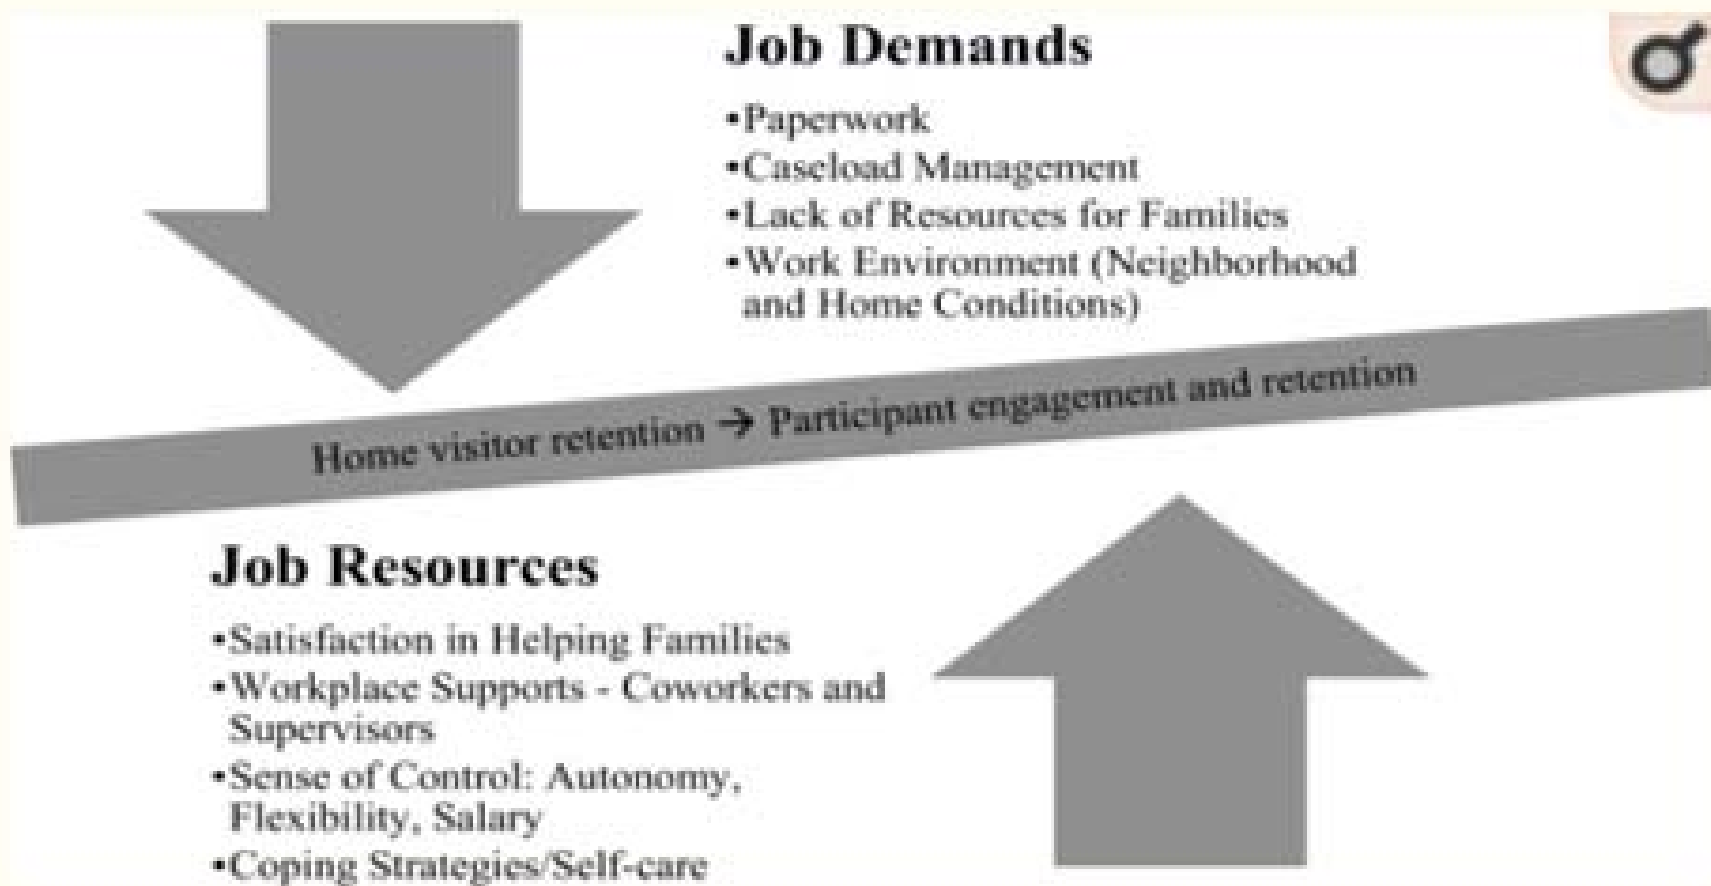 Job Demands
•Paperwork
•Caseload Management
•Lack of Resources for Families
•Work Environment (Neighborhood
and Home Conditions)
Home visitor retention → Participant engagement and retention
Job Resources
•Satisfaction in Helping Families
•Workplace Supports - Coworkers and
Supervisors
•Sense of Control: Autonomy,
Flexibility, Salary
•Coping Strategies/Self-care